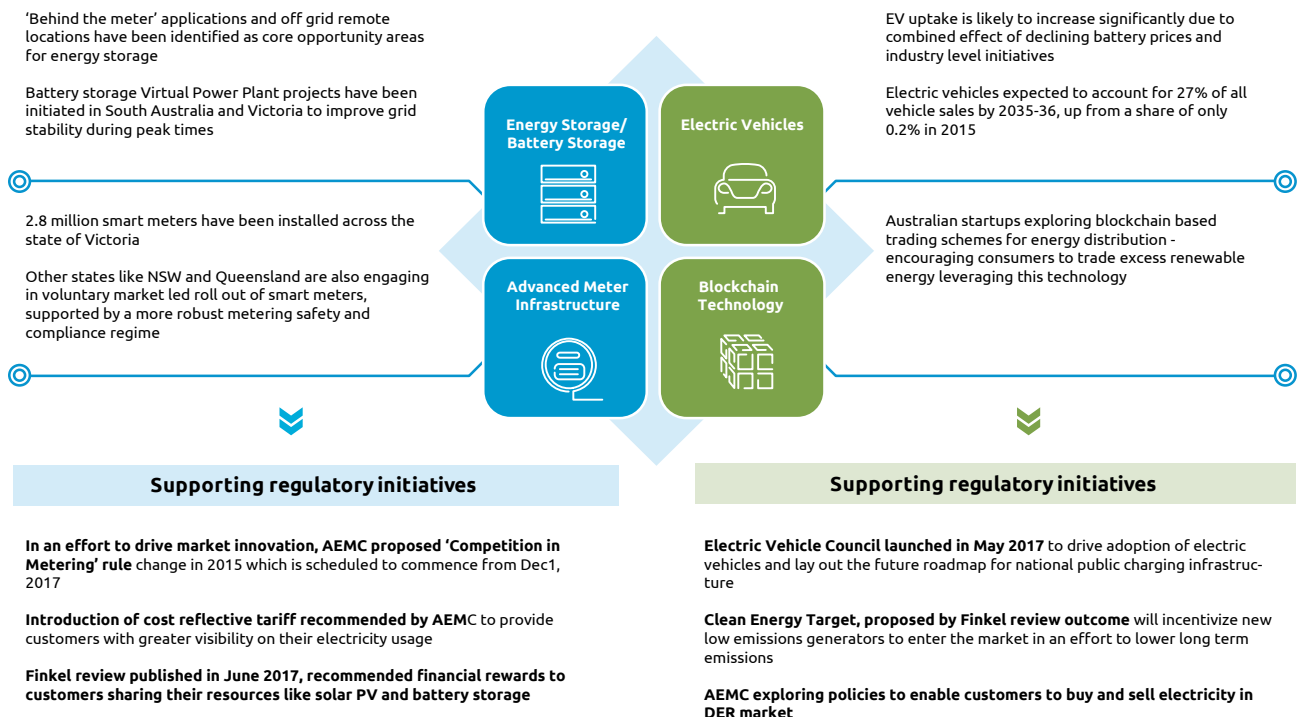 ‘Behind the meter’ applications and off grid remote
locations have been identified as core opportunity areas
for energy storage
Battery storage Virtual Power Plant projects have been
initiated in South Australia and Victoria to improve grid
stability during peak times
2.8 million smart meters have been installed across the
state of Victoria
Other states like NSW and Queensland are also engaging
in voluntary market led roll out of smart meters,
supported by a more robust metering safety and
compliance regime
Energy Storage/
Battery Storage
Electric Vehicles
Advanced Meter
Infrastructure
Blockchain
Technology
EV uptake is likely to increase significantly due to
combined effect of declining battery prices and
industry level initiatives
Electric vehicles expected to account for 27% of all
vehicle sales by 2035-36, up from a share of only
0.2% in 2015
Australian startups exploring blockchain based
trading schemes for energy distribution -
encouraging consumers to trade excess renewable
energy leveraging this technology
Supporting regulatory initiatives
In an effort to drive market innovation, AEMC proposed ‘Competition in
Metering’ rule change in 2015 which is scheduled to commence from Dec1,
2017
Introduction of cost reflective tariff recommended by AEMC to provide
customers with greater visibility on their electricity usage
Finkel review published in June 2017, recommended financial rewards to
customers sharing their resources like solar PV and battery storage
Supporting regulatory initiatives
Electric Vehicle Council launched in May 2017 to drive adoption of electric
vehicles and lay out the future roadmap for national public charging infrastruc-
ture
Clean Energy Target, proposed by Finkel review outcome will incentivize new
low emissions generators to enter the market in an effort to lower long term
emissions
AEMC exploring policies to enable customers to buy and sell electricity in
DER market